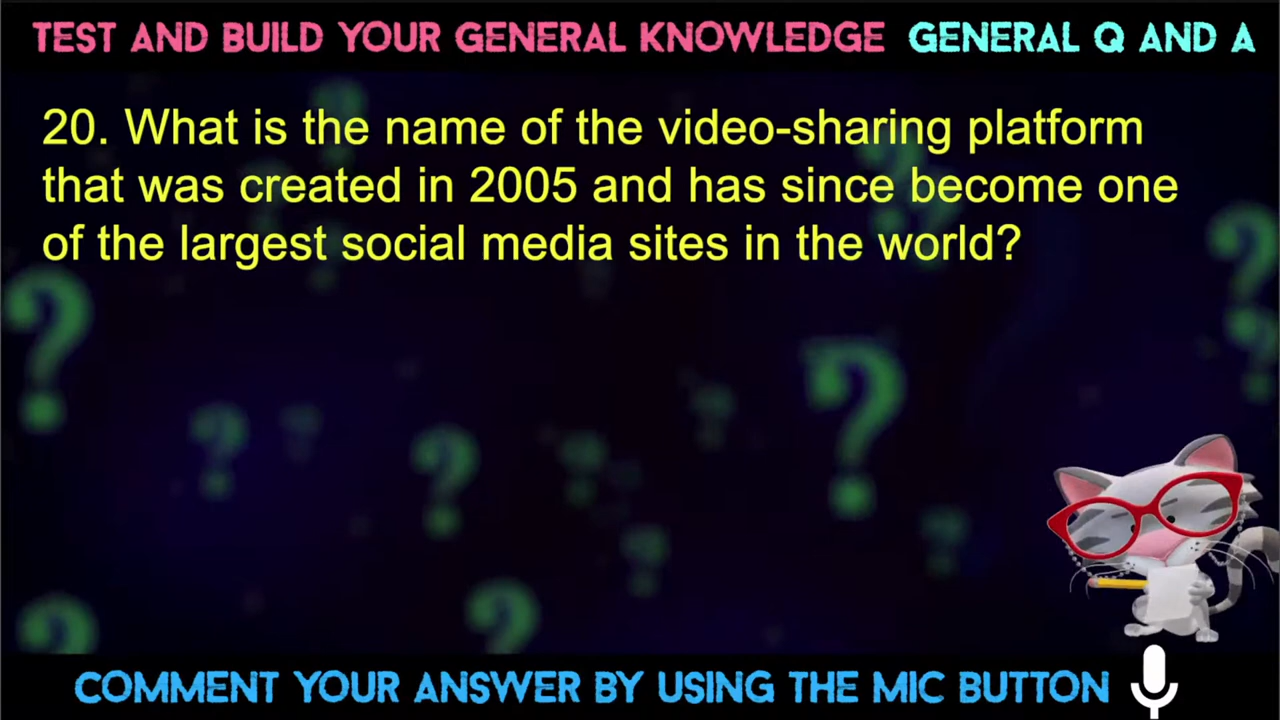 TEST AND BUILD YOUR GENERAL KNOWLEDGE GENERAL Q AND A
20. What is the name of the video-sharing platform
that was created in 2005 and has since become one
of the largest social media sites in the world?
COMMENT YOUR ANSWER BY USING THE MIC BUTTON